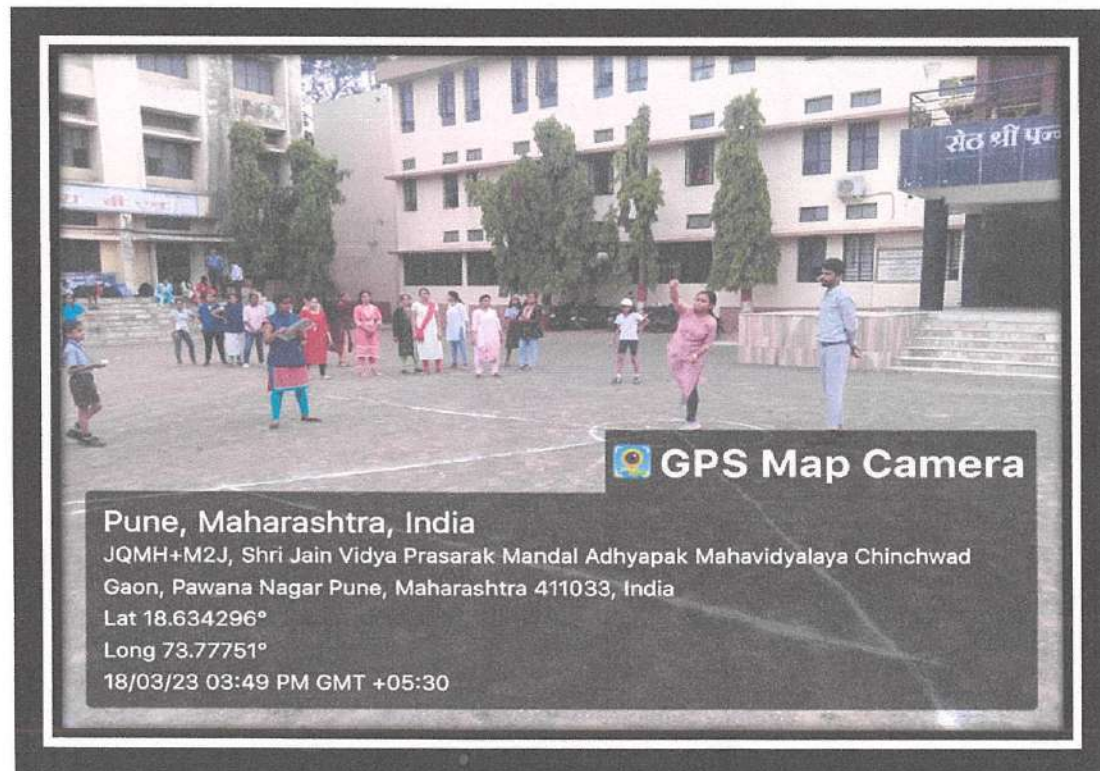 सेठ श्री
GPS Map Camera
Pune, Maharashtra, India
JQMH+M2J, Shri Jain Vidya Prasarak Mandal Adhyapak Mahavidyalaya Chinchwad
Gaon, Pawana Nagar Pune, Maharashtra 411033, India
Lat 18.634296°
Long 73.77751°
18/03/23 03:49 PM GMT +05:30